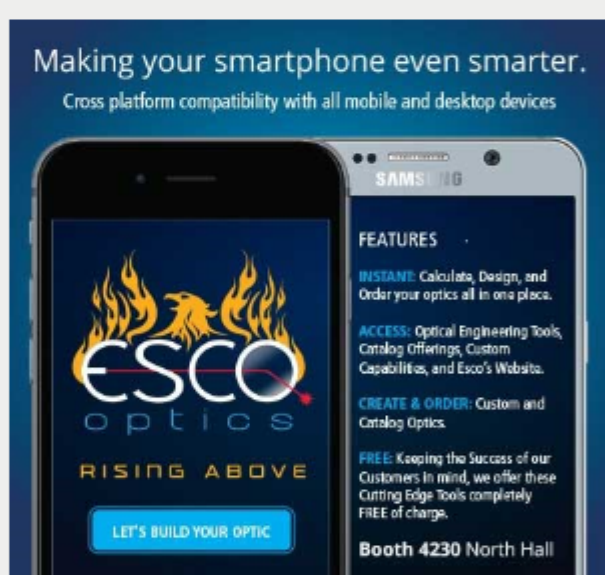 Making your smartphone even smarter.
Cross platform compatibility with all mobile and desktop devices
SAMSUNG
ESCO
optics
RISING ABOVE
LET'S BUILD YOUR OPTIC
FEATURES
INSTANT: Calculate, Design, and
Order your optics all in one place.
ACCESS: Optical Engineering Tools,
Catalog Offerings, Custom
Capabilities, and Esco's Website.
CREATE & ORDER: Custom and
Catalog Optics.
FREE: Keeping the Success of our
Customers in mind, we offer these
Cutting Edge Tools completely
FREE of charge.
Booth 4230 North Hall